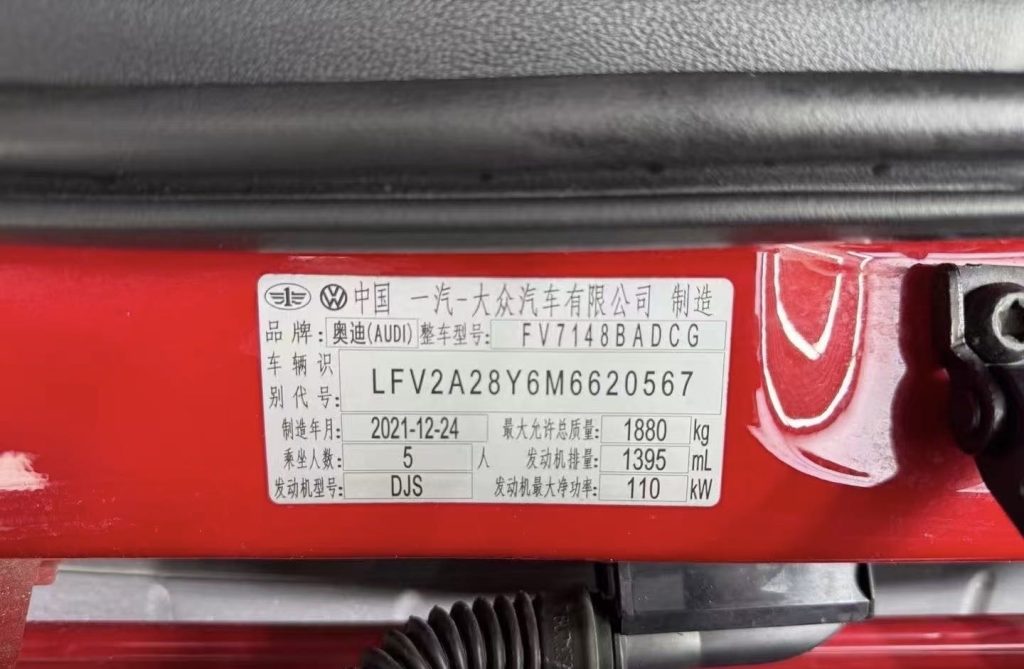 中国 一汽-大众汽车有限公司 制造
品牌: 奥迪(AUDI) 整车型号: FV7148BADCG
车辆识别代号: LFV2A28Y6M6620567
制造年月: 2021-12-24 最大允许总质量: 1880 kg
乘坐人数: 5 人 发动机排量: 1395 mL
发动机型号: DJS 发动机最大净功率: 110 kW